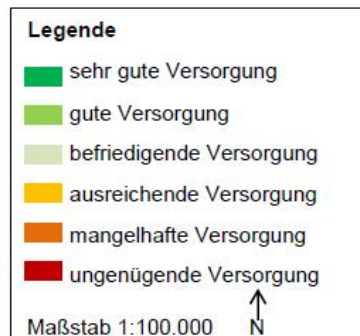 Legende
sehr gute Versorgung
gute Versorgung
befriedigende Versorgung
ausreichende Versorgung
mangelhafte Versorgung
ungenügende Versorgung
Maßstab 1:100.000 N